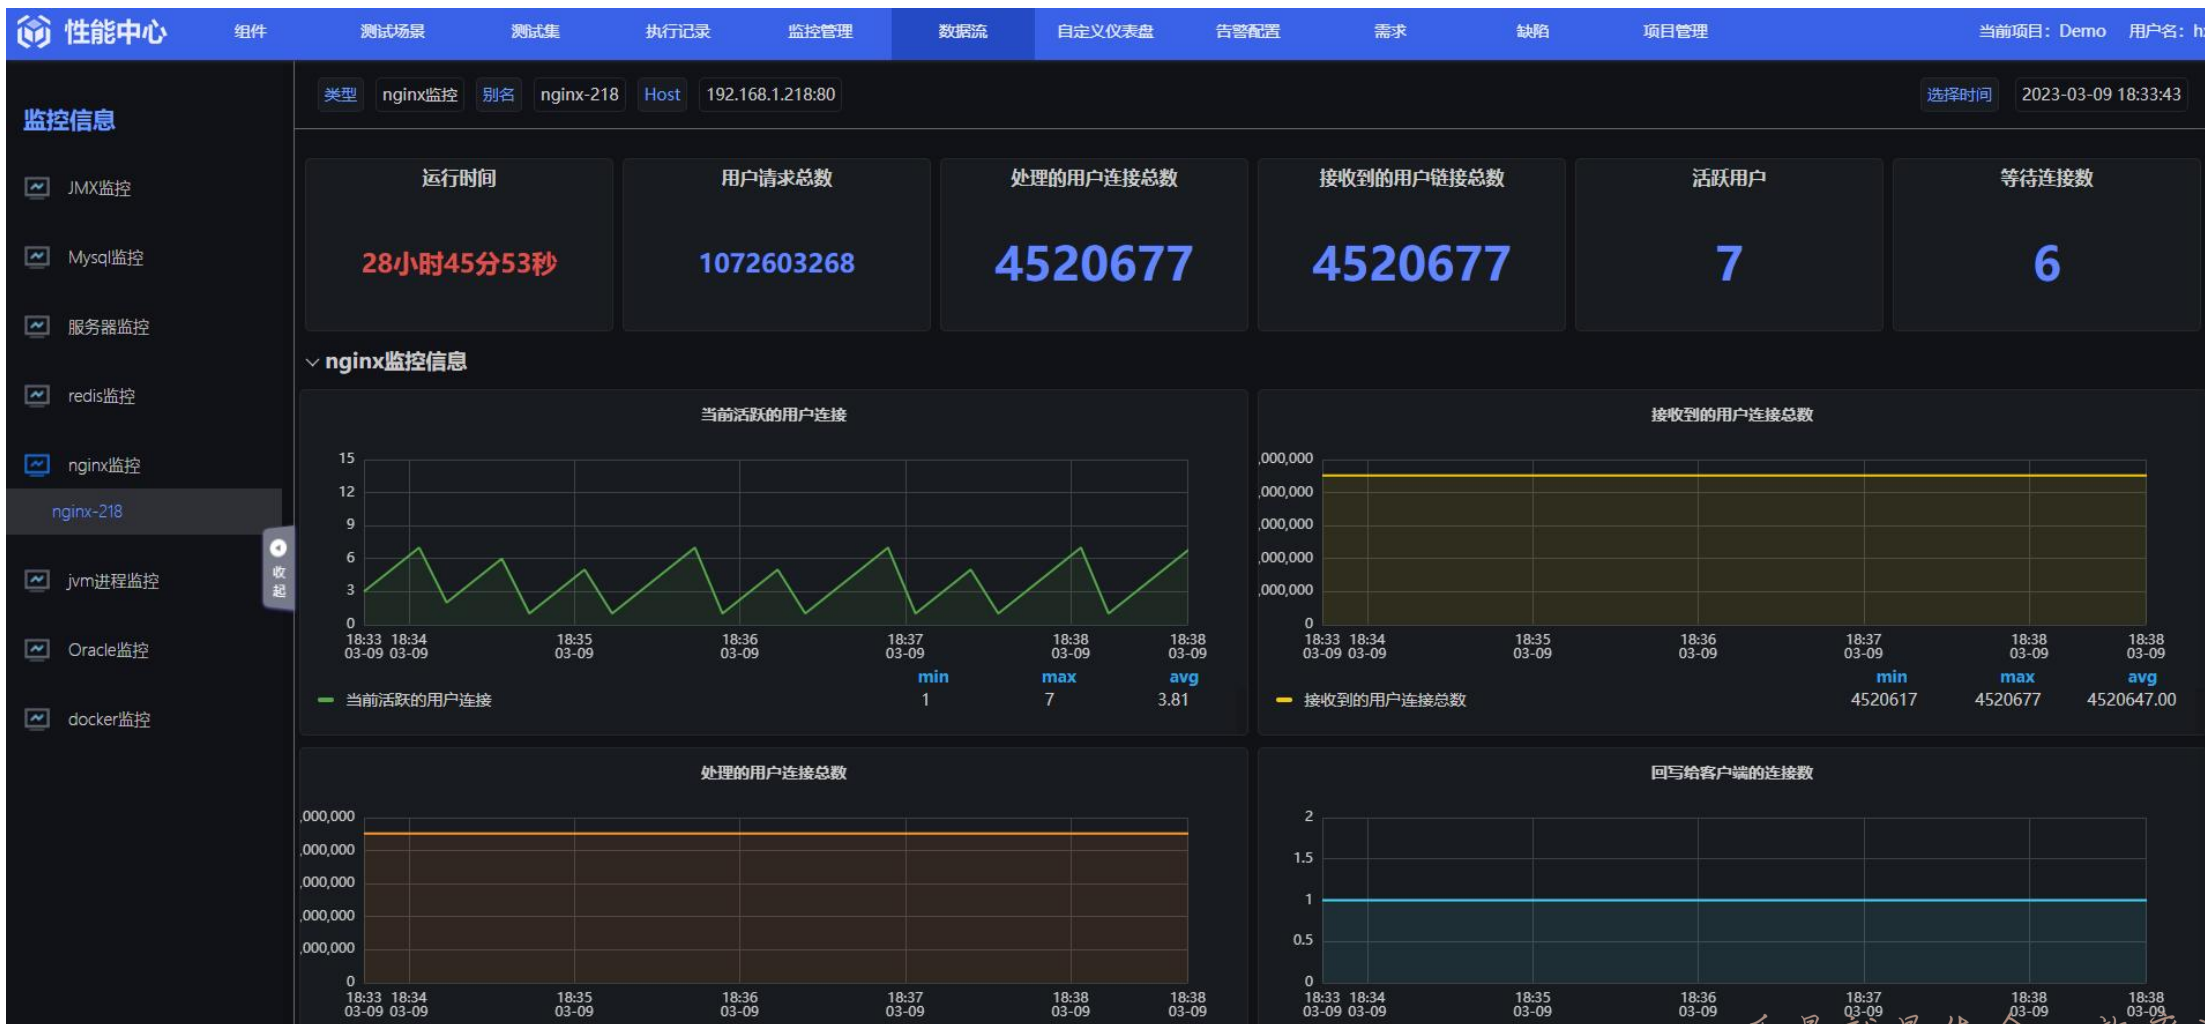 性能中心 组件 测试场景 测试集 执行记录 监控管理 数据流 自定义仪表盘 告警配置 需求 缺陷 项目管理 当前项目：Demo 用户名：
监控信息
JMX监控
Mysql监控
服务器监控
redis监控
nginx监控
nginx-218
jvm进程监控
Oracle监控
docker监控
收起
类型 nginx监控 别名 nginx-218 Host 192.168.1.218:80 选择时间 2023-03-09 18:33:43
运行时间 用户请求总数 处理的用户连接总数 接收到的用户链接总数 活跃用户 等待连接数
28小时45分53秒 1072603268 4520677 4520677 7 6
nginx监控信息
当前活跃的用户连接
15
12
9
6
3
0
18:33 18:34 18:35 18:36 18:37 18:38 18:38
03-09 03-09 03-09 03-09 03-09 03-09 03-09
min max avg
当前活跃的用户连接 1 7 3.81
接收到的用户连接总数
,000,000
,000,000
,000,000
,000,000
,000,000
0
18:33 18:34 18:35 18:36 18:37 18:38 18:38
03-09 03-09 03-09 03-09 03-09 03-09 03-09
min max avg
接收到的用户连接总数 4520617 4520677 4520647.00
处理的用户连接总数
,000,000
,000,000
,000,000
,000,000
,000,000
0
18:33 18:34 18:35 18:36 18:37 18:38 18:38
03-09 03-09 03-09 03-09 03-09 03-09 03-09
回写给客户端的连接数
2
1.5
1
0.5
0
18:33 18:34 18:35 18:36 18:37 18:38 18:38
03-09 03-09 03-09 03-09 03-09 03-09 03-09